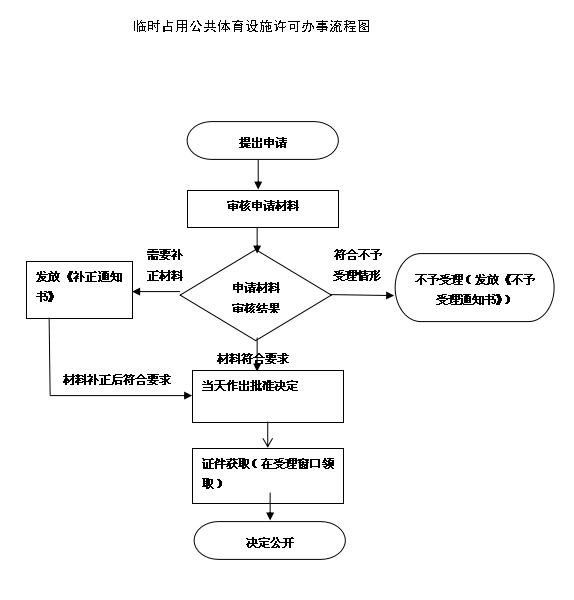 临时占用公共体育设施许可办事流程图
提出申请
审核申请材料
需要补
正材料
符合不予
受理情形
发放《补正通知
书》
申请材料
审核结果
不予受理（发放《不予
受理通知书》）
材料符合要求
材料补正后符合要求
当天作出批准决定
证件获取（在受理窗口领
取）
决定公开